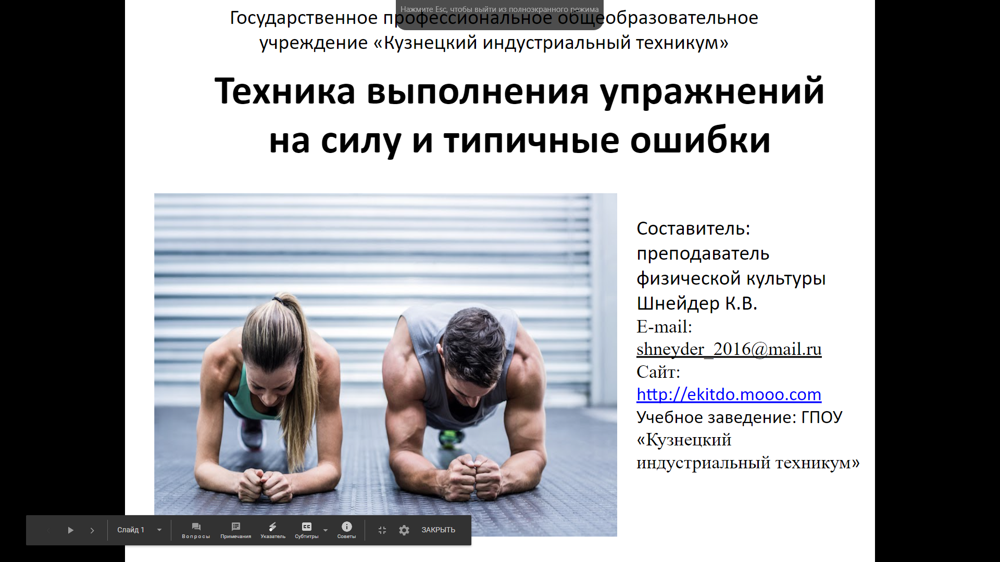 Нажмите Esc, чтобы выйти из полноэкранного режима
Государственное профессиональное общеобразовательное
учреждение «Кузнецкий индустриальный техникум»
Техника выполнения упражнений
на силу и типичные ошибки
Составитель:
преподаватель
физической культуры
Шнейдер К.В.
E-mail:
shneyder_2016@mail.ru
Сайт:
http://ekitdo.mooo.com
Учебное заведение: ГПОУ
«Кузнецкий
индустриальный техникум»
Слайд 1
Вопросы
Примечания
Указатель
Субтитры
Советы
ЗАКРЫТЬ